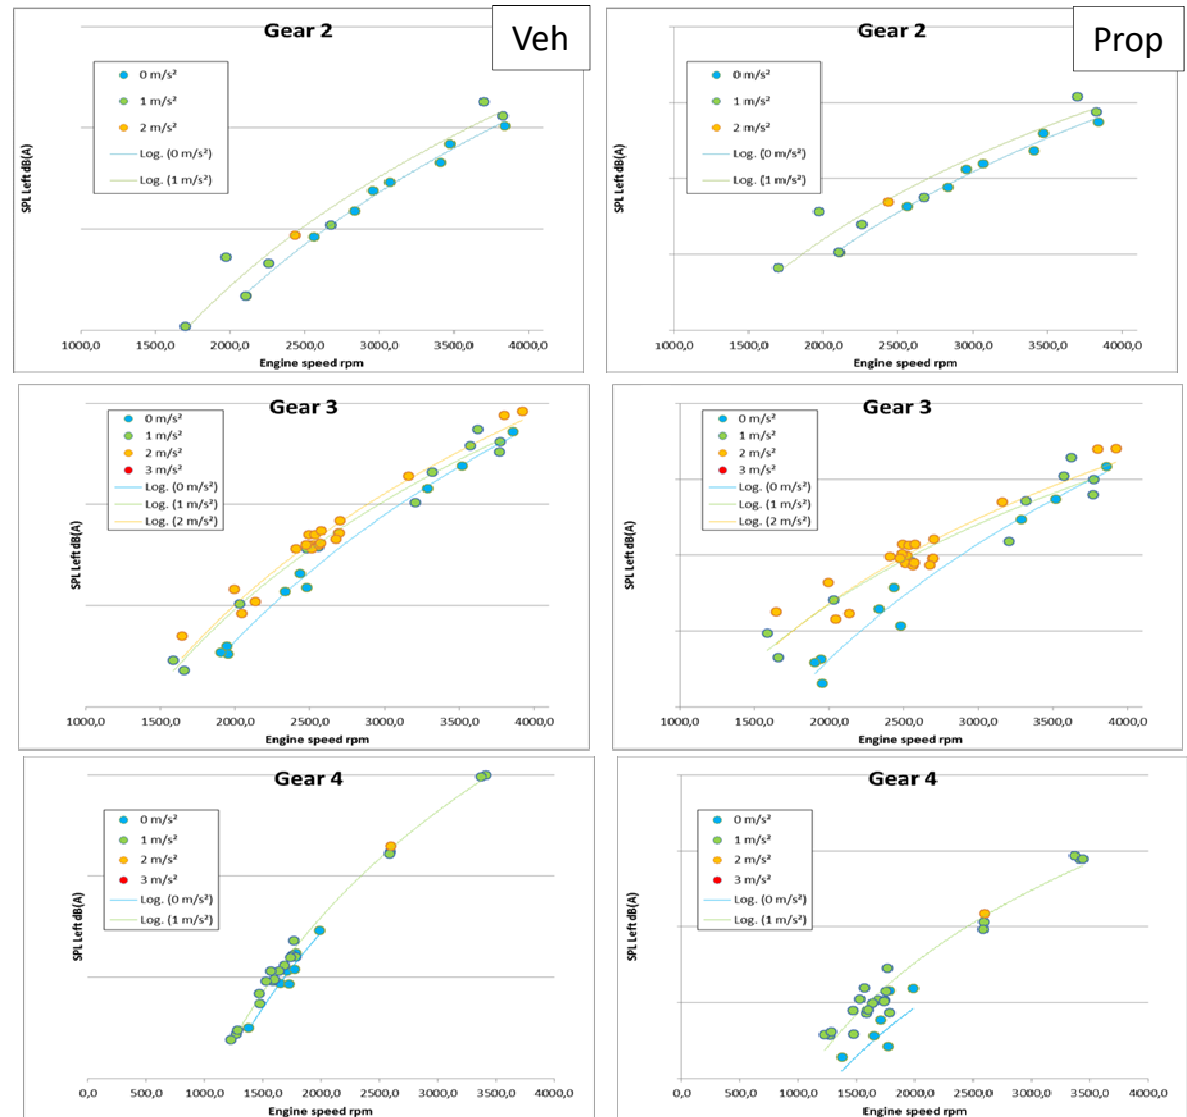 Gear 2
Veh
0 m/s²
1 m/s²
2 m/s²
Log. (0 m/s²)
Log. (1 m/s²)
SPL Left dB(A)
1000,0 1500,0 2000,0 2500,0 3000,0 3500,0 4000,0
Engine speed rpm
Gear 2
Prop
0 m/s²
1 m/s²
2 m/s²
Log. (0 m/s²)
Log. (1 m/s²)
SPL Left dB(A)
1000,0 1500,0 2000,0 2500,0 3000,0 3500,0 4000,0
Engine speed rpm
Gear 3
0 m/s²
1 m/s²
2 m/s²
3 m/s²
Log. (0 m/s²)
Log. (1 m/s²)
Log. (2 m/s²)
SPL Left dB(A)
1000,0 1500,0 2000,0 2500,0 3000,0 3500,0 4000,0
Engine speed rpm
Gear 3
0 m/s²
1 m/s²
2 m/s²
3 m/s²
Log. (0 m/s²)
Log. (1 m/s²)
Log. (2 m/s²)
SPL Left dB(A)
1000,0 1500,0 2000,0 2500,0 3000,0 3500,0 4000,0
Engine speed rpm
Gear 4
0 m/s²
1 m/s²
2 m/s²
3 m/s²
Log. (0 m/s²)
Log. (1 m/s²)
SPL Left dB(A)
0,0 500,0 1000,0 1500,0 2000,0 2500,0 3000,0 3500,0 4000,0
Engine speed rpm
Gear 4
0 m/s²
1 m/s²
2 m/s²
3 m/s²
Log. (0 m/s²)
Log. (1 m/s²)
SPL Left dB(A)
0,0 500,0 1000,0 1500,0 2000,0 2500,0 3000,0 3500,0 4000,0
Engine speed rpm